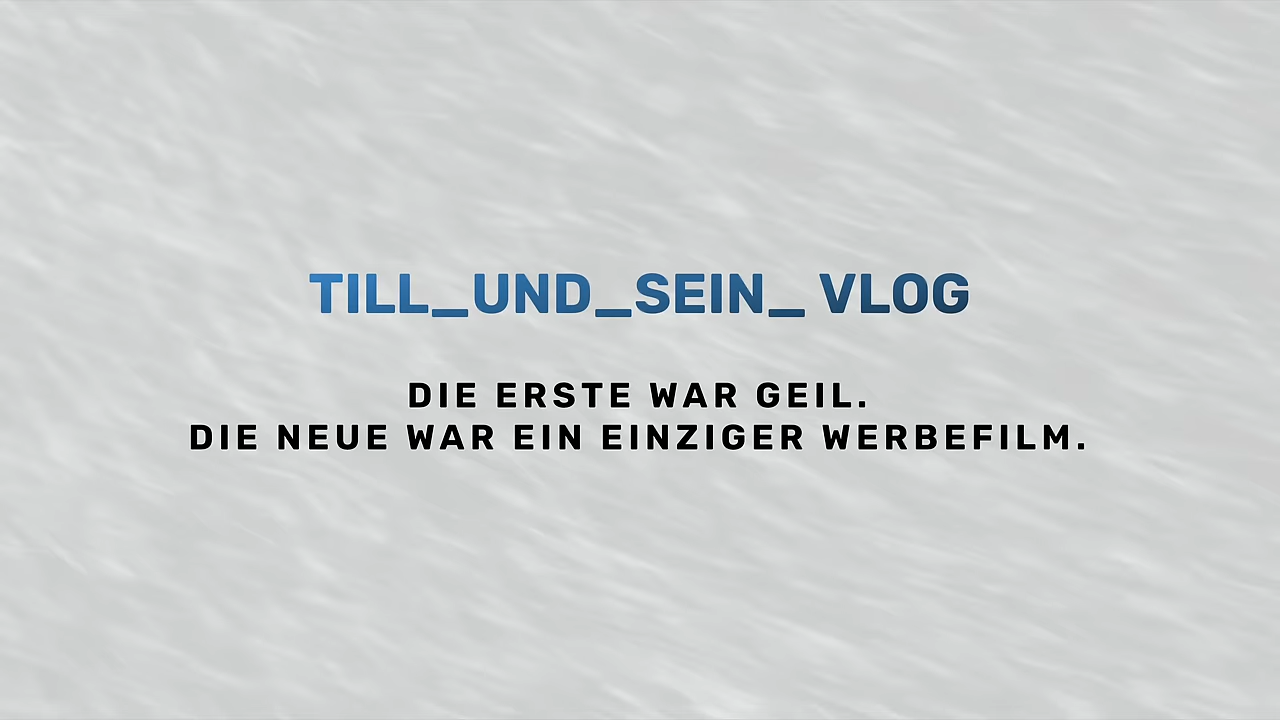 TILL_UND_SEIN_ VLOG
DIE ERSTE WAR GEIL.
DIE NEUE WAR EIN EINZIGER WERBEFILM.